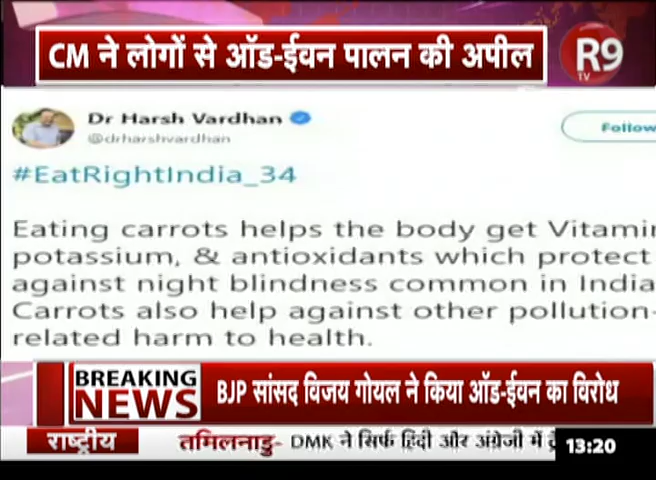 CM ने लोगों से ऑड-ईवन पालन की अपील
R9
TV
Dr Harsh Vardhan
@drharshvardhan
Follow
#EatRightIndia_34
Eating carrots helps the body get Vitamin
potassium, & antioxidants which protect
against night blindness common in India
Carrots also help against other pollution-
related harm to health.
BREAKING
NEWS
BJP सांसद विजय गोयल ने किया ऑड-ईवन का विरोध
राष्ट्रीय
तमिलनाडु- DMK ने सिर्फ हिंदी और अंग्रेजी में
13:20